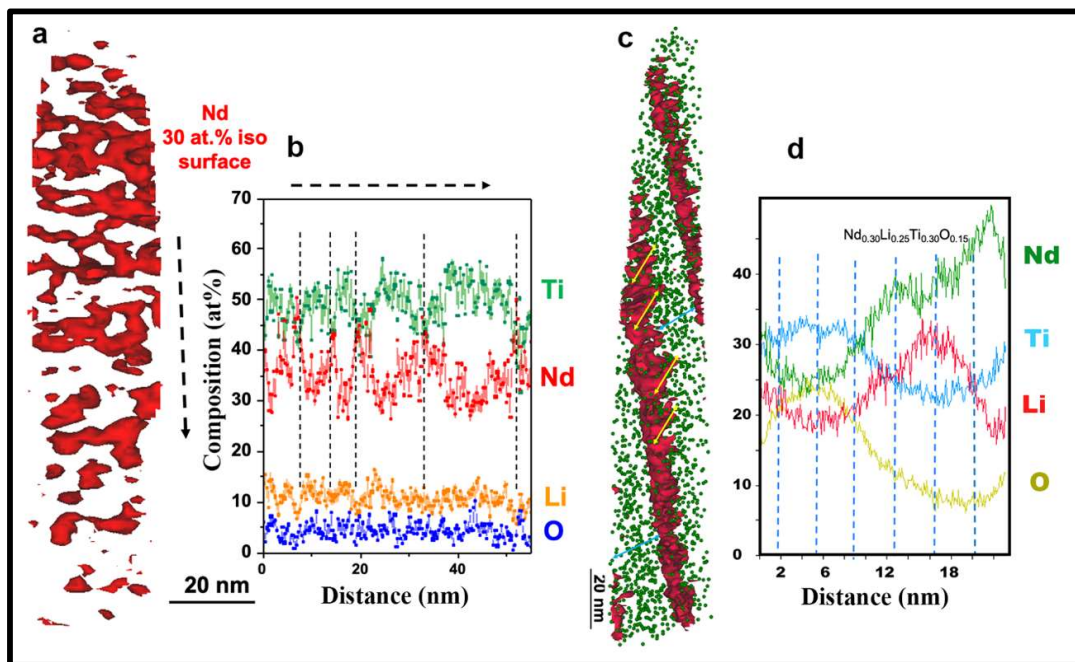 a
Nd
30 at.% iso
surface
20 nm
b
70
60
50
40
30
20
10
0
Composition (at%)
0
20
40
Distance (nm)
Ti
Nd
Li
O
c
20 nm
d
Nd0.30Li0.25Ti0.30O0.15
40
30
20
10
0
2
6
12
18
Distance (nm)
Nd
Ti
Li
O